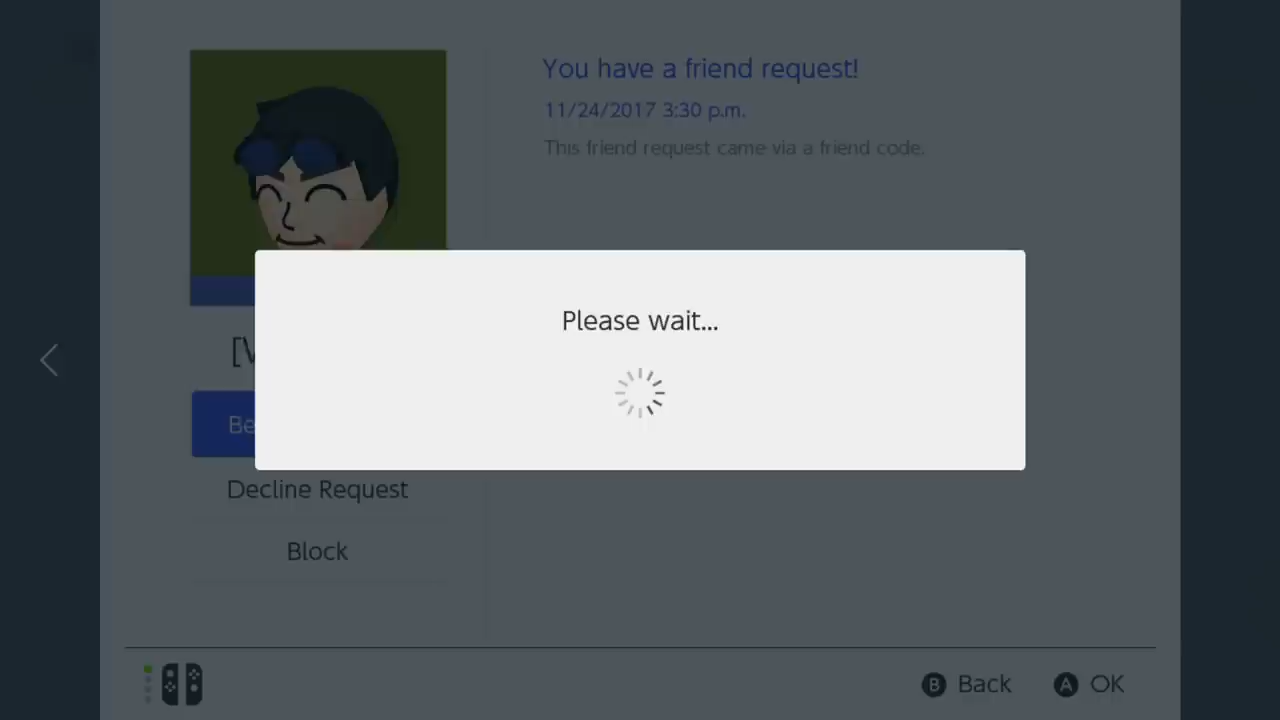 You have a friend request!
11/24/2017 3:30 p.m.
This friend request came via a friend code.
Please wait...
Decline Request
Block
B Back
A OK